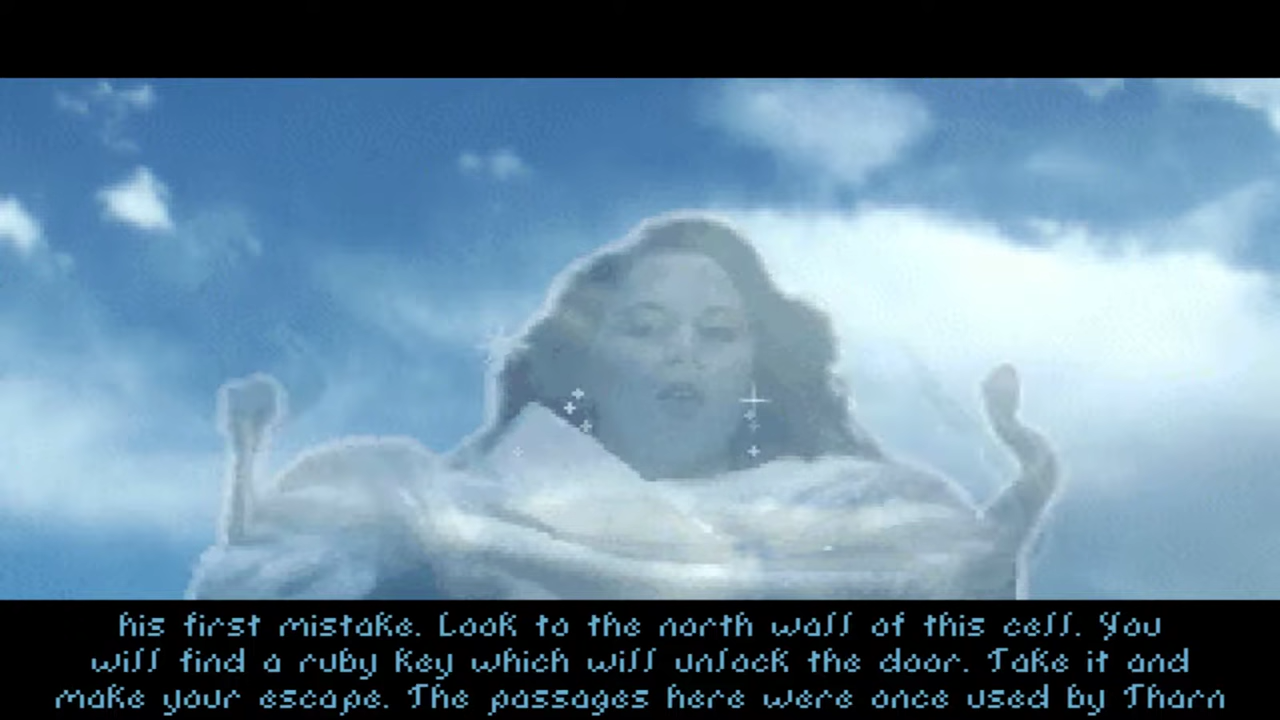 his first mistake. Look to the north wall of this cell. You
will find a ruby key which will unlock the door. Take it and
make your escape. The passages here were once used by Tharn